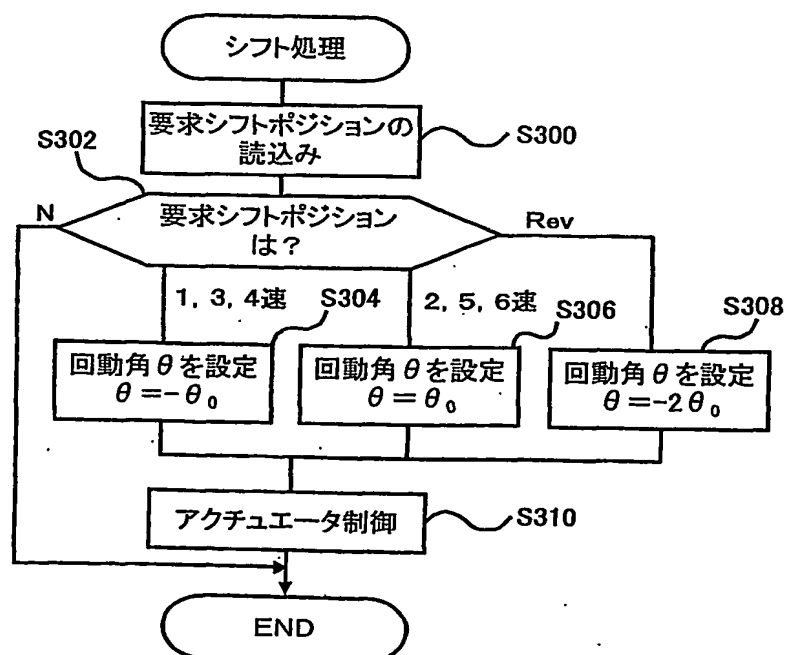 シフト処理
要求シフトポジションの
読込み
S300
S302
要求シフトポジション
は?
N
Rev
1, 3, 4速
S304
2, 5, 6速
S306
S308
回動角θを設定
θ=-θ₀
回動角θを設定
θ=θ₀
回動角θを設定
θ=-2θ₀
アクチュエータ制御
S310
END